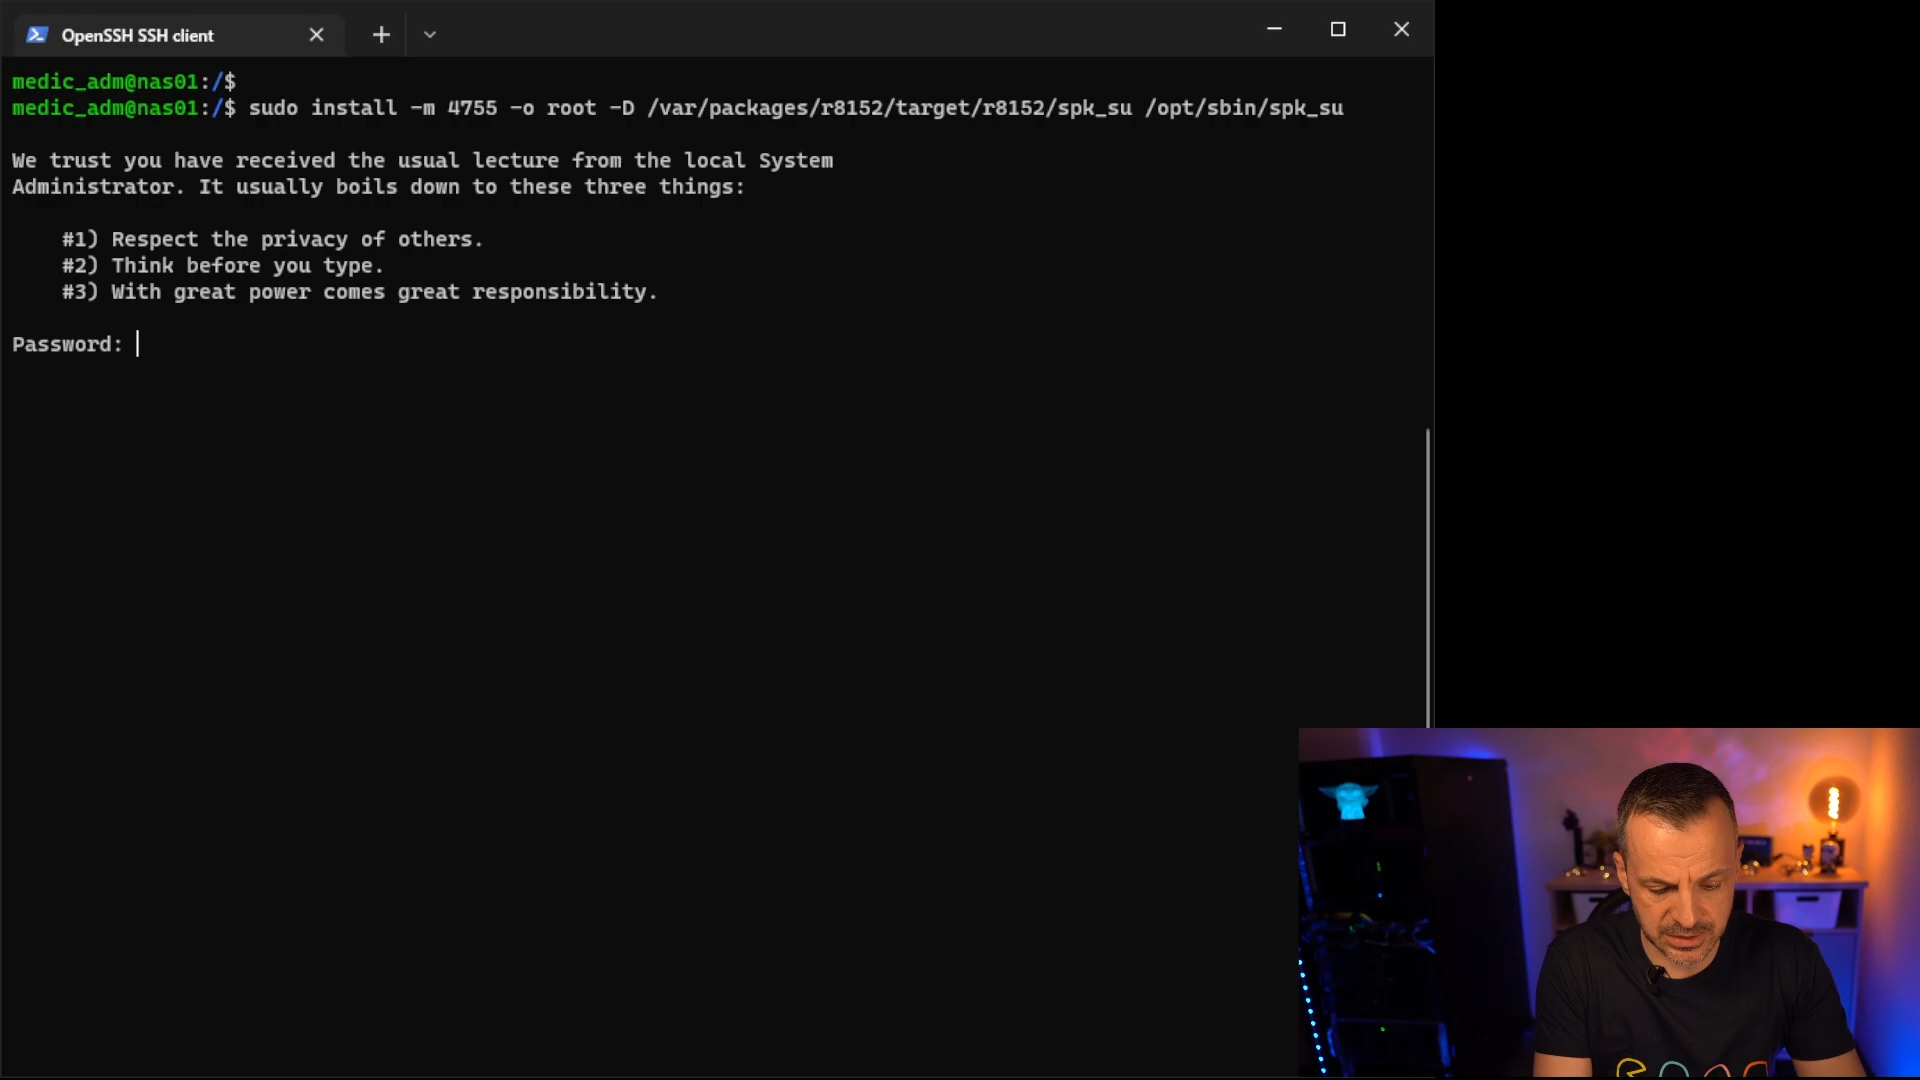 OpenSSH SSH client
medic_adm@nas01:/$
medic_adm@nas01:/$ sudo install -m 4755 -o root -D /var/packages/r8152/target/r8152/spk_su /opt/sbin/spk_su
We trust you have received the usual lecture from the local System
Administrator. It usually boils down to these three things:
#1) Respect the privacy of others.
#2) Think before you type.
#3) With great power comes great responsibility.
Password: